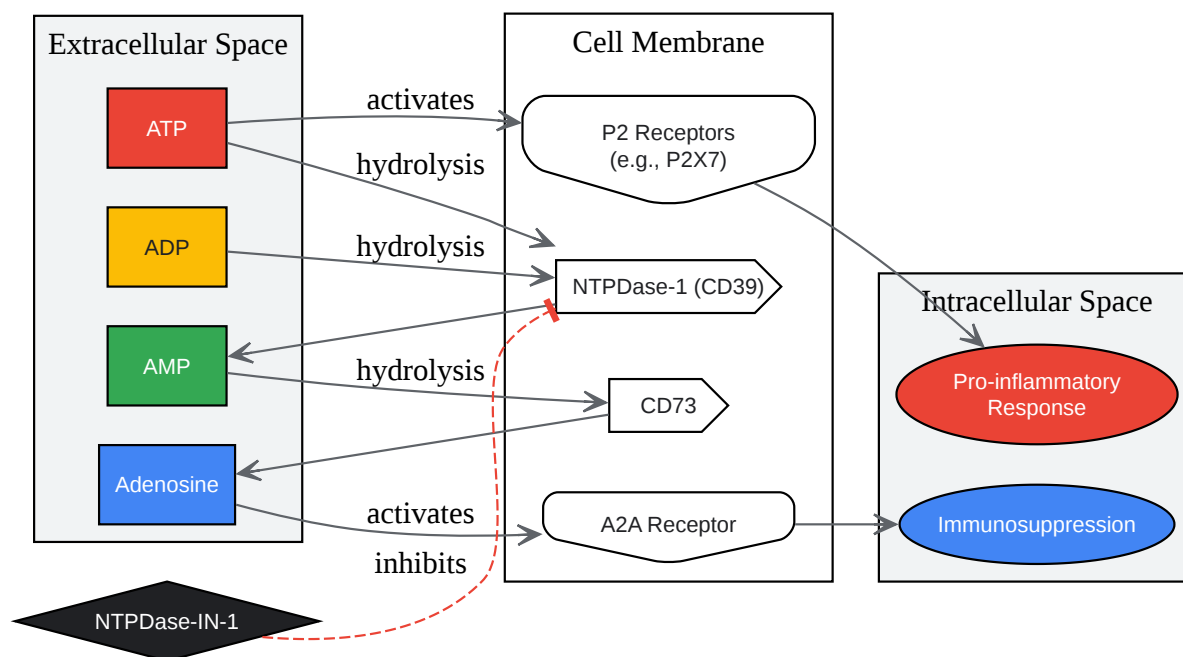 Extracellular Space
ATP
ADP
AMP
Adenosine
NTPDase-IN-1
activates
hydrolysis
hydrolysis
hydrolysis
activates
inhibits
Cell Membrane
P2 Receptors
(e.g., P2X7)
NTPDase-1 (CD39)
CD73
A2A Receptor
Intracellular Space
Pro-inflammatory
Response
Immunosuppression